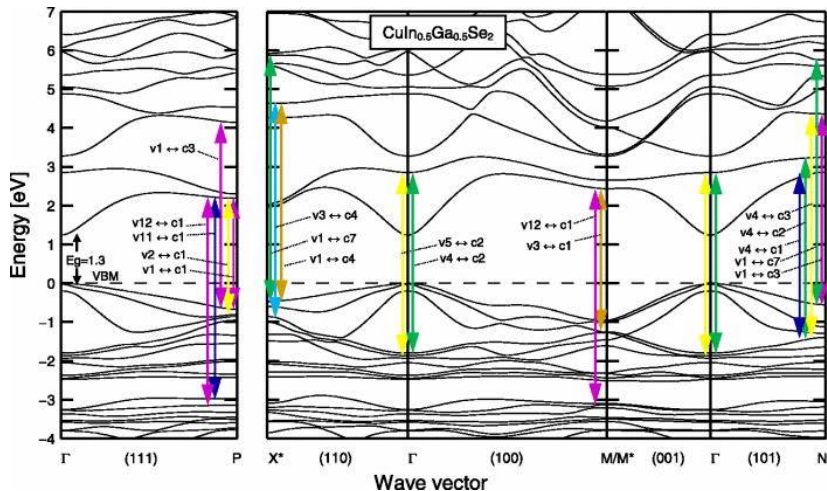 CuIn0.5Ga0.5Se2
Energy [eV]
7
6
5
4
3
2
1
0
−1
−2
−3
−4
v1 ↔ c3
v12 ↔ c1
v11 ↔ c1
v2 ↔ c1
v1 ↔ c1
Eg=1.3
VBM
v3 ↔ c4
v1 ↔ c7
v1 ↔ c4
v5 ↔ c2
v4 ↔ c2
v12 ↔ c1
v3 ↔ c1
v4 ↔ c3
v4 ↔ c2
v4 ↔ c1
v1 ↔ c7
v1 ↔ c3
Γ (111) P X* (110) Γ (100) M/M* (001) Γ (101) N
Wave vector